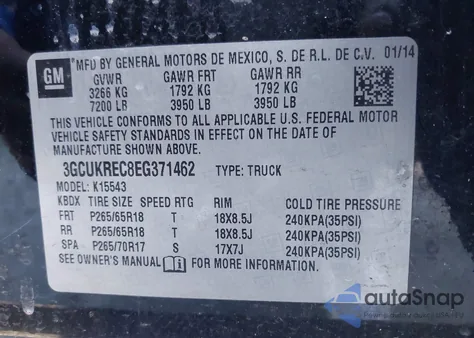 GM
*MFD BY GENERAL MOTORS DE MEXICO, S. DE R.L. DE C.V. 01/14
GVWR GAWR FRT GAWR RR
3266 KG 1792 KG 1792 KG
7200 LB 3950 LB 3950 LB
THIS VEHICLE CONFORMS TO ALL APPLICABLE U.S. FEDERAL MOTOR
VEHICLE SAFETY STANDARDS IN EFFECT ON THE DATE OF
MANUFACTURE SHOWN ABOVE.
3GCUKREC8EG371462 TYPE: TRUCK
MODEL: K15543
KBDX TIRE SIZE SPEED RTG RIM COLD TIRE PRESSURE
FRT P265/65R18 T 18X8.5J 240KPA(35PSI)
RR P265/65R18 T 18X8.5J 240KPA(35PSI)
SPA P265/70R17 S 17X7J 240KPA(35PSI)
SEE OWNER'S MANUAL FOR MORE INFORMATION.
autoSnap